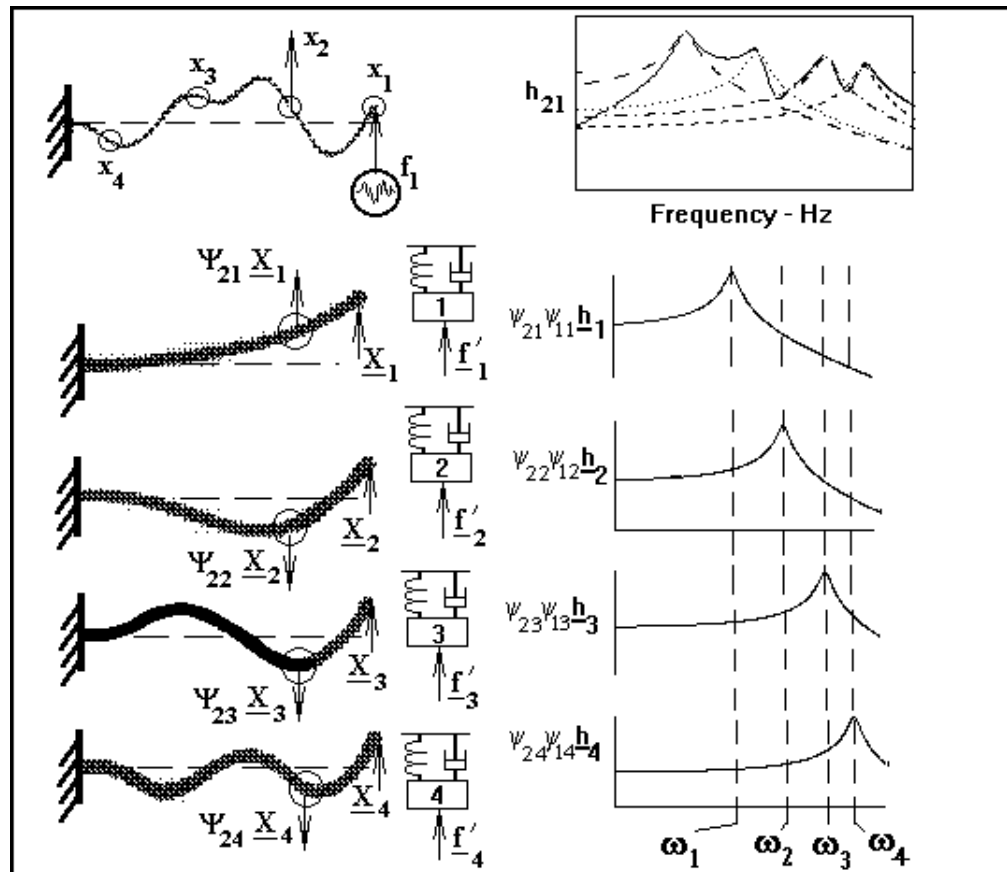 x₂
x₃
x₁
x₄
f₁
h₂₁
Frequency - Hz
Ψ₂₁ X₁
X₁
1
f′₁
Ψ₂₁Ψ₁₁h₁
Ψ₂₂ X₂
X₂
2
f′₂
Ψ₂₂Ψ₁₂h₂
Ψ₂₃ X₃
X₃
3
f′₃
Ψ₂₃Ψ₁₃h₃
Ψ₂₄ X₄
X₄
4
f′₄
Ψ₂₄Ψ₁₄h₄
ω₁ ω₂ ω₃ ω₄